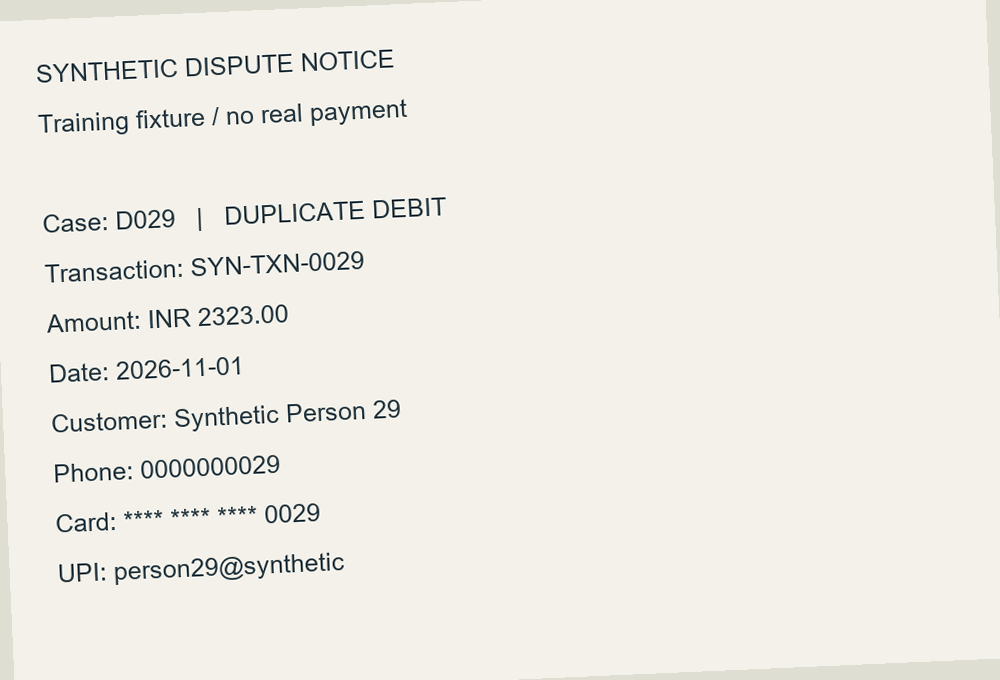 SYNTHETIC DISPUTE NOTICE
Training fixture / no real payment
Case: D029 | DUPLICATE DEBIT
Transaction: SYN-TXN-0029
Amount: INR 2323.00
Date: 2026-11-01
Customer: Synthetic Person 29
Phone: 0000000029
Card: **** **** **** 0029
UPI: person29@synthetic